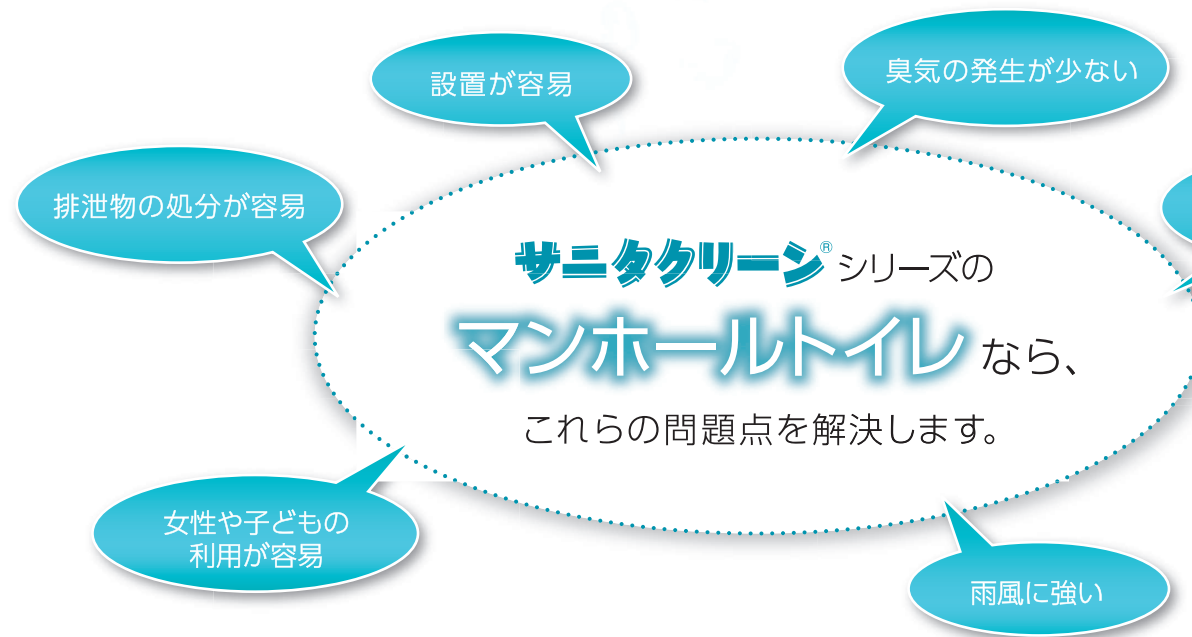 設置が容易
臭気の発生が少ない
排泄物の処分が容易
サニタクリーン® シリーズの
マンホールトイレ なら、
これらの問題点を解決します。
女性や子どもの
利用が容易
雨風に強い